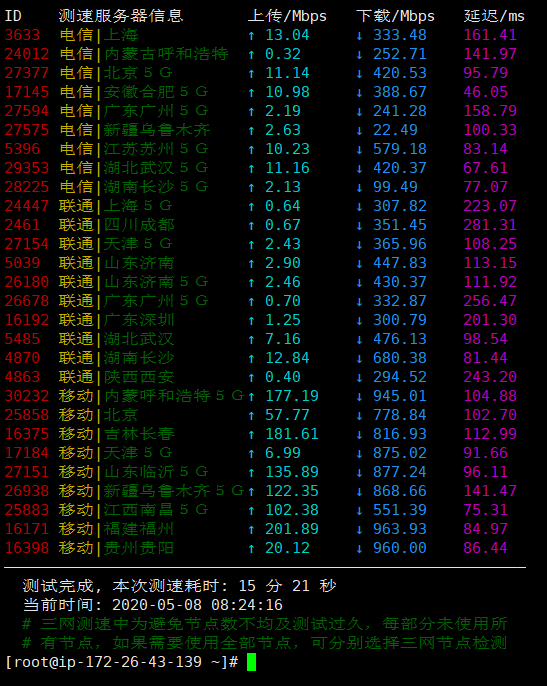 ID 测速服务器信息 上传/Mbps 下载/Mbps 延迟/ms
3633 电信|上海 ↑ 13.04 ↓ 333.48 161.41
24012 电信|内蒙古呼和浩特 ↑ 0.32 ↓ 252.71 141.97
27377 电信|北京5G ↑ 11.14 ↓ 420.53 95.79
17145 电信|安徽合肥5G ↑ 10.98 ↓ 388.67 46.05
27594 电信|广东广州5G ↑ 2.19 ↓ 241.28 158.79
27575 电信|新疆乌鲁木齐 ↑ 2.63 ↓ 22.49 100.33
5396 电信|江苏苏州5G ↑ 10.23 ↓ 579.18 83.14
29353 电信|湖北武汉5G ↑ 11.16 ↓ 420.37 67.61
28225 电信|湖南长沙5G ↑ 2.13 ↓ 99.49 77.07
24447 联通|上海5G ↑ 0.64 ↓ 307.82 223.07
2461 联通|四川成都 ↑ 0.67 ↓ 351.45 281.31
27154 联通|天津5G ↑ 2.43 ↓ 365.96 108.25
5039 联通|山东济南 ↑ 2.90 ↓ 447.83 113.15
26180 联通|山东济南5G ↑ 2.46 ↓ 430.37 111.92
26678 联通|广东广州5G ↑ 0.70 ↓ 332.87 256.47
16192 联通|广东深圳 ↑ 1.25 ↓ 300.79 201.30
5485 联通|湖北武汉 ↑ 7.16 ↓ 476.13 98.54
4870 联通|湖南长沙 ↑ 12.84 ↓ 680.38 81.44
4863 联通|陕西西安 ↑ 0.40 ↓ 294.52 243.20
30232 移动|内蒙呼和浩特5G↑ 177.19 ↓ 945.01 104.88
25858 移动|北京 ↑ 57.77 ↓ 778.84 102.70
16375 移动|吉林长春 ↑ 181.61 ↓ 816.93 112.99
17184 移动|天津5G ↑ 6.99 ↓ 875.02 91.66
27151 移动|山东临沂5G ↑ 135.89 ↓ 877.24 96.11
26938 移动|新疆乌鲁木齐5G↑ 122.35 ↓ 868.66 141.47
25883 移动|江西南昌5G ↑ 102.38 ↓ 551.39 75.31
16171 移动|福建福州 ↑ 201.89 ↓ 963.93 84.97
16398 移动|贵州贵阳 ↑ 20.12 ↓ 960.00 86.44
测试完成, 本次测速耗时: 15 分 21 秒
当前时间: 2020-05-08 08:24:16
# 三网测速中为避免节点数不均及测试过久，每部分未使用所
# 有节点，如果需要使用全部节点，可分别选择三网节点检测
[root@ip-172-26-43-139 ~]#